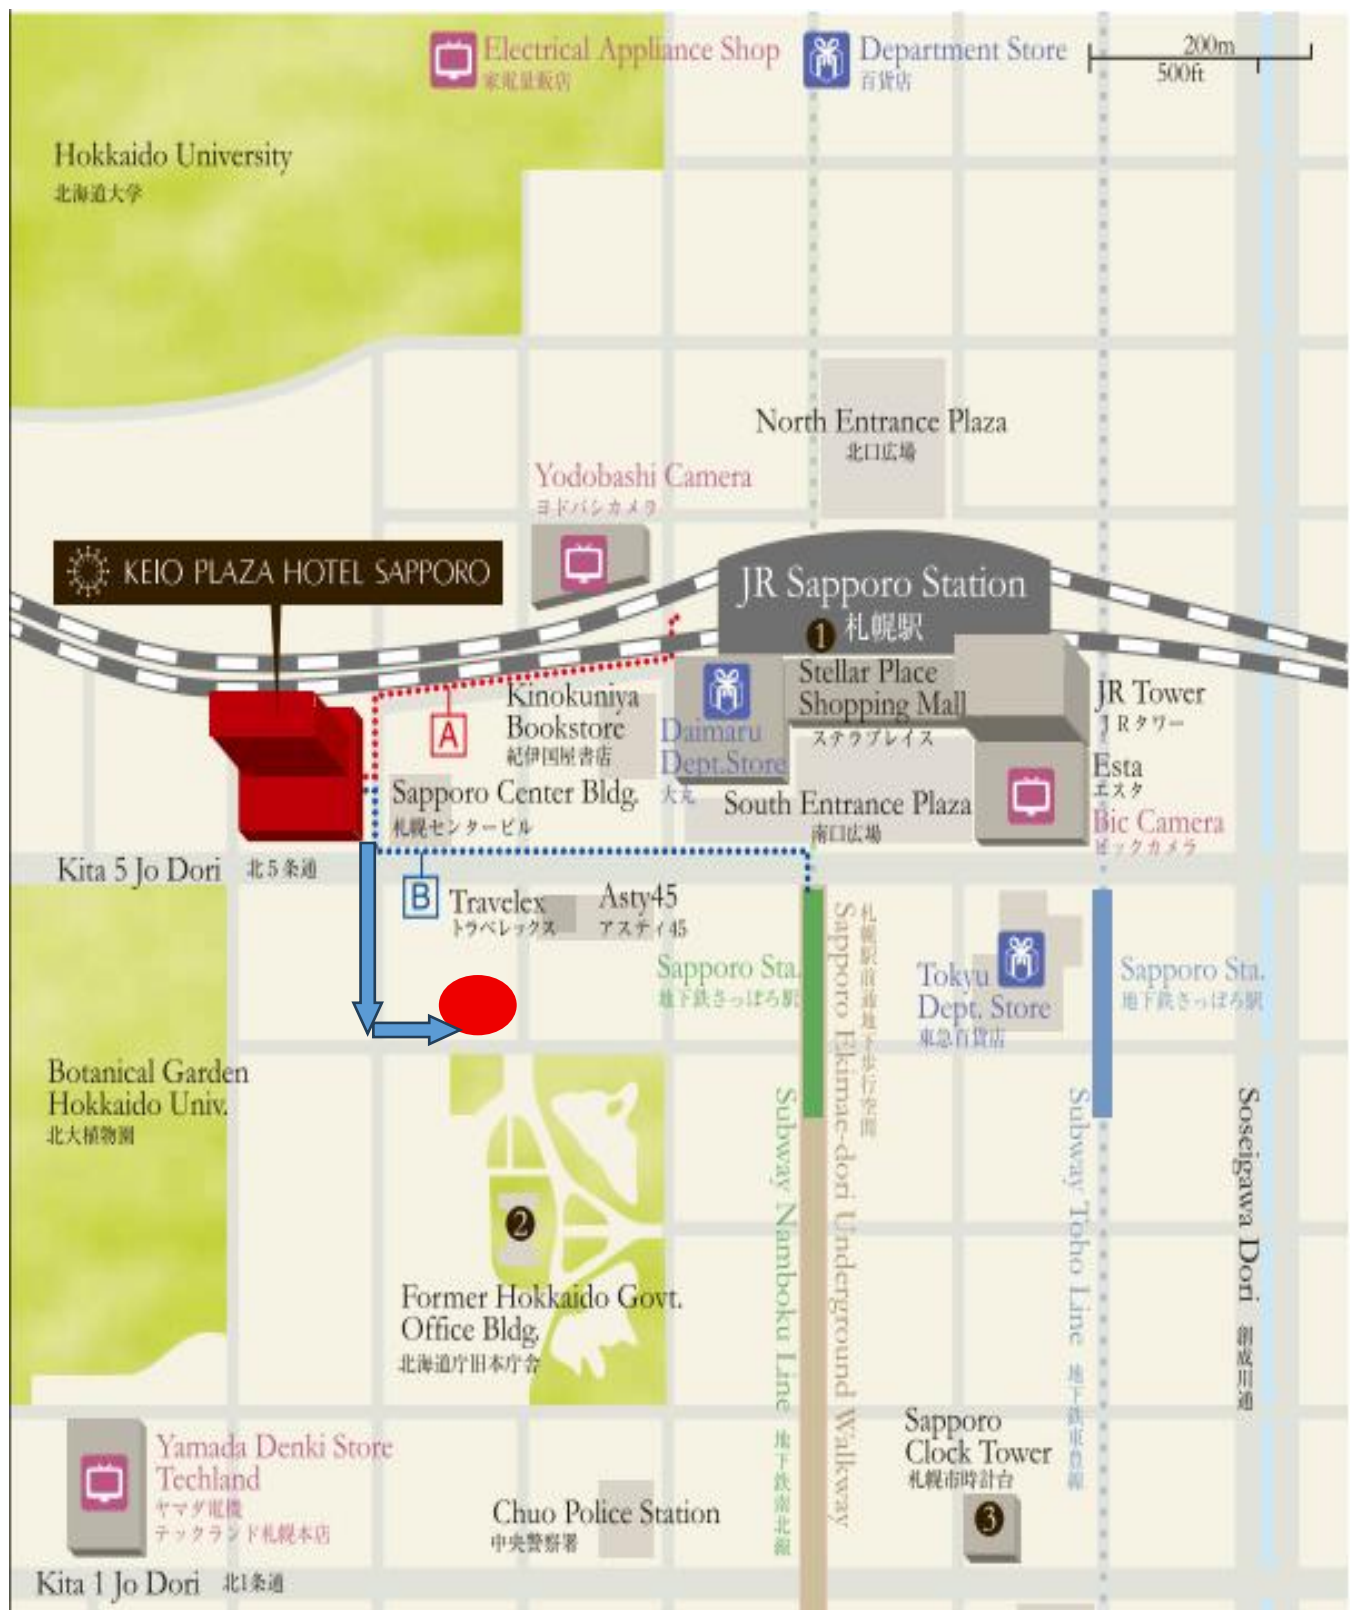 Electrical Appliance Shop
家電量販店
Department Store
百貨店
200m
500ft
Hokkaido University
北海道大学
North Entrance Plaza
北口広場
Yodobashi Camera
ヨドバシカメラ
KEIO PLAZA HOTEL SAPPORO
JR Sapporo Station
札幌駅
1
Stellar Place
Shopping Mall
ステラプレイス
JR Tower
JRタワー
A
Kinokuniya
Bookstore
紀伊国屋書店
Daimaru
Dept.Store
大丸
Esta
エスタ
Bic Camera
ビックカメラ
Sapporo Center Bldg.
札幌センタービル
South Entrance Plaza
南口広場
Kita 5 Jo Dori 北5条通
B
Travelex
トラベレックス
Asty45
アスティ45
Sapporo Sta.
地下鉄さっぽろ駅
Subway Namboku Line 地下鉄南北線
Sapporo Ekimae-dori Underground Walkway
札幌駅前通地下歩行空間
Tokyu
Dept. Store
東急百貨店
Sapporo Sta.
地下鉄さっぽろ駅
Subway Toho Line 地下鉄東豊線
Soseigawa Dori 創成川通
Botanical Garden
Hokkaido Univ.
北大植物園
2
Former Hokkaido Govt.
Office Bldg.
北海道庁旧本庁舎
Yamada Denki Store
Techland
ヤマダ電機
テックランド札幌本店
Chuo Police Station
中央警察署
Sapporo
Clock Tower
札幌市時計台
3
Kita 1 Jo Dori 北1条通